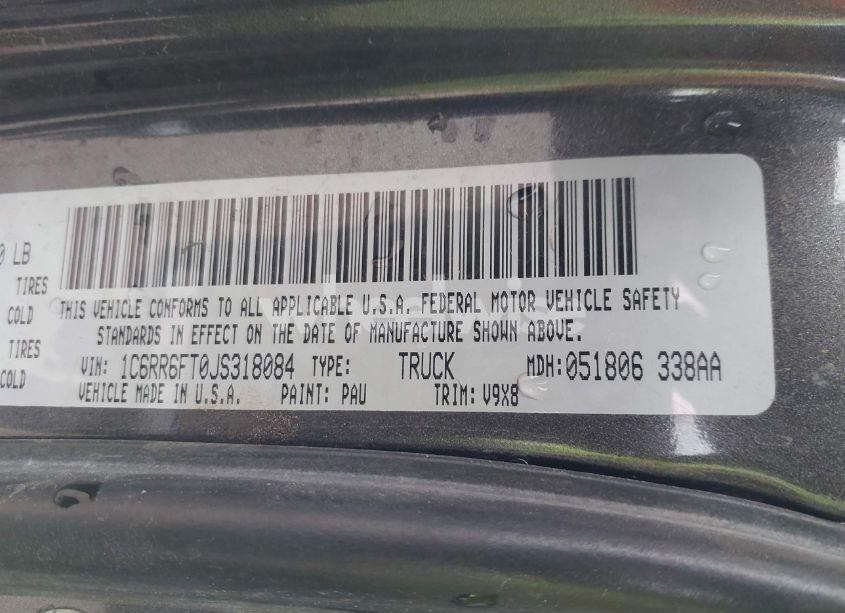 0 LB
TIRES
COLD
TIRES
COLD
THIS VEHICLE CONFORMS TO ALL APPLICABLE U.S.A. FEDERAL MOTOR VEHICLE SAFETY
STANDARDS IN EFFECT ON THE DATE OF MANUFACTURE SHOWN ABOVE.
VIN: 1C6RR6FT0JS318084 TYPE: TRUCK MDH:051806 338AA
VEHICLE MADE IN U.S.A. PAINT: PAU TRIM: V9X8